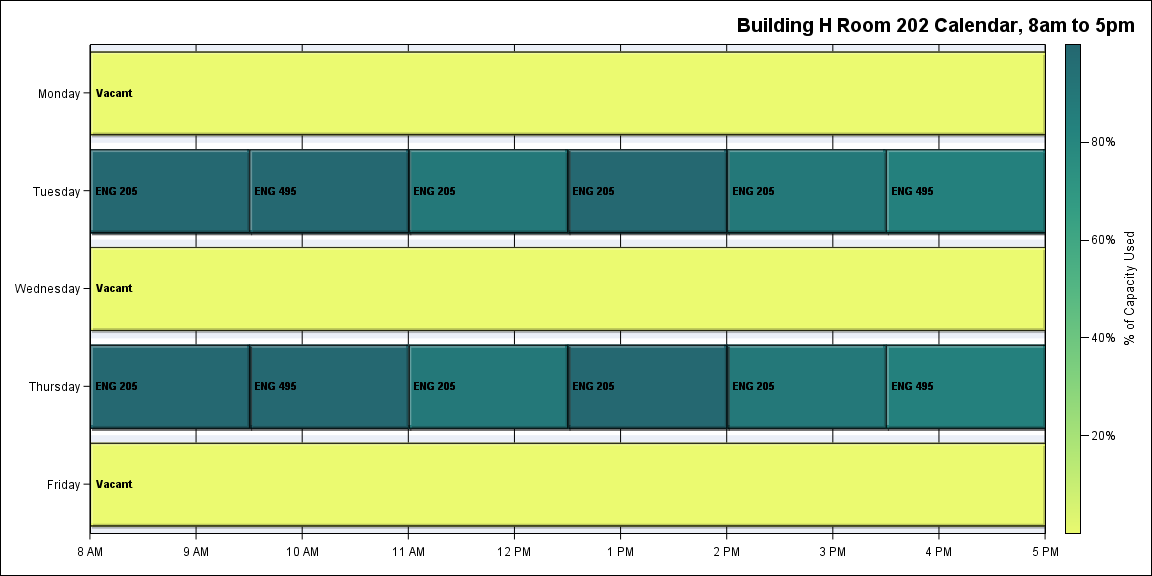 Building H Room 202 Calendar, 8am to 5pm
Monday
Vacant
Tuesday
ENG 205
ENG 495
ENG 205
ENG 205
ENG 205
ENG 495
Wednesday
Vacant
Thursday
ENG 205
ENG 495
ENG 205
ENG 205
ENG 205
ENG 495
Friday
Vacant
8 AM
9 AM
10 AM
11 AM
12 PM
1 PM
2 PM
3 PM
4 PM
5 PM
80%
60%
40%
20%
% of Capacity Used